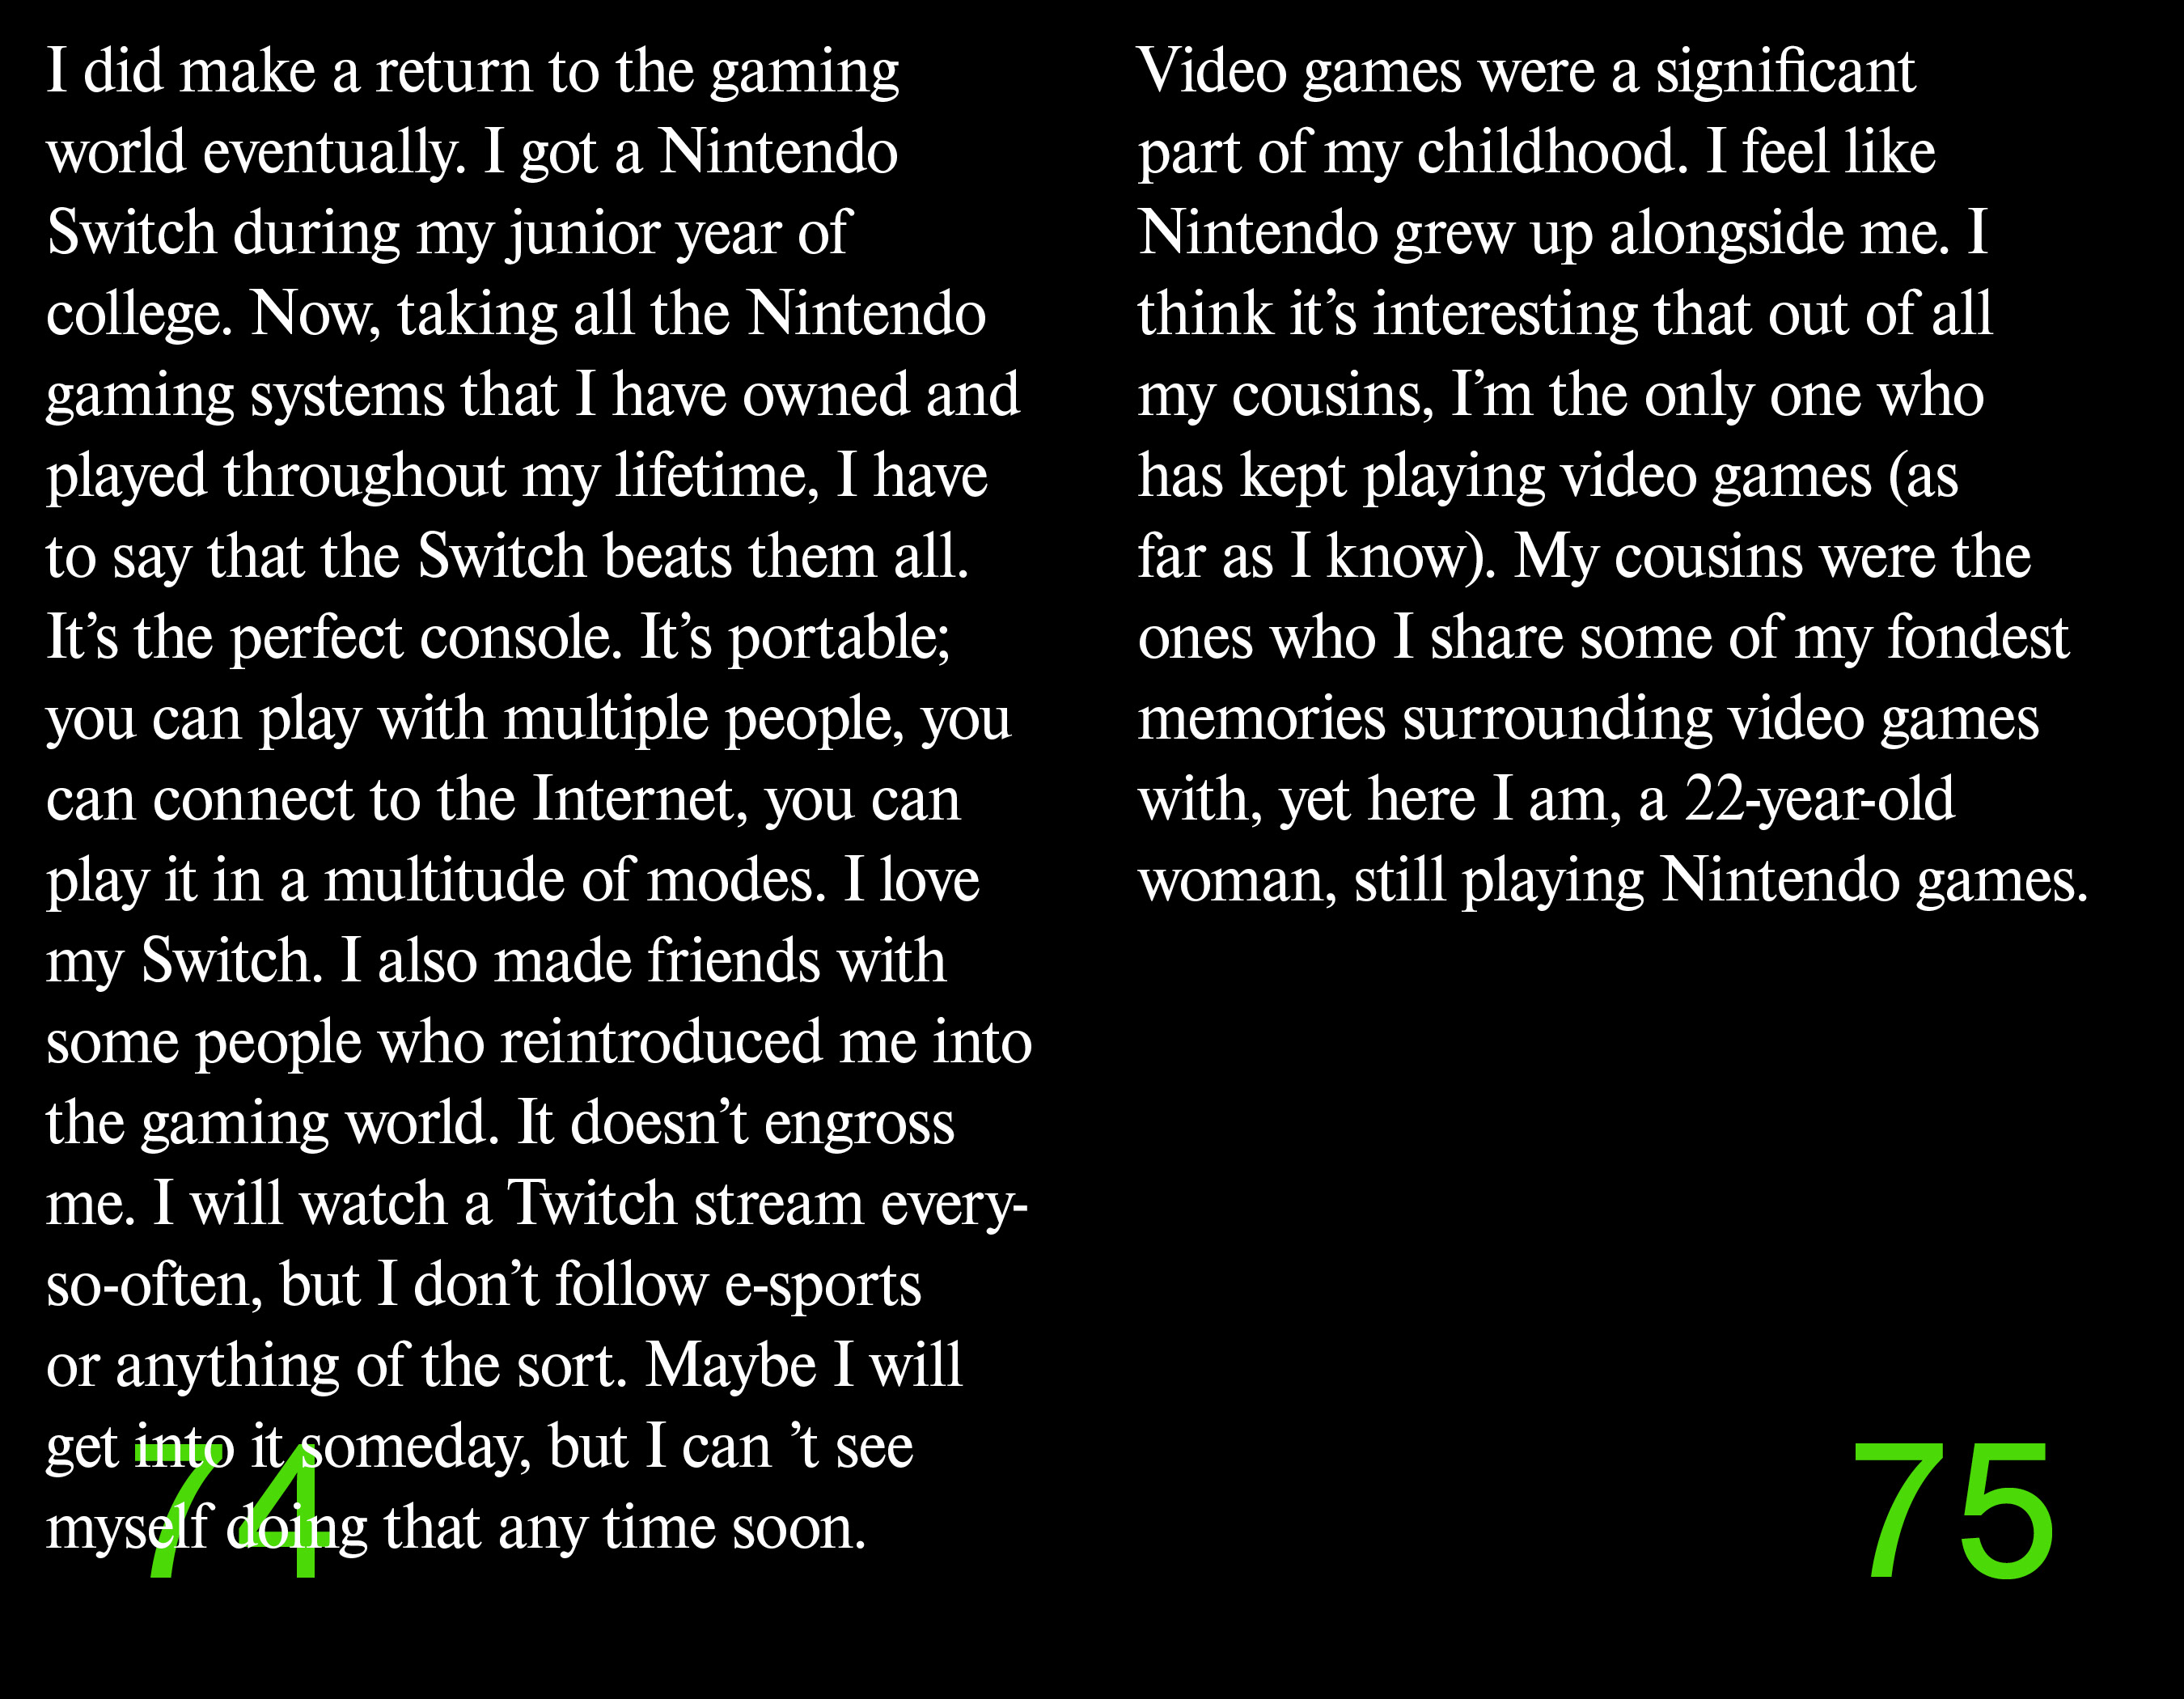 I did make a return to the gaming
world eventually. I got a Nintendo
Switch during my junior year of
college. Now, taking all the Nintendo
gaming systems that I have owned and
played throughout my lifetime, I have
to say that the Switch beats them all.
It’s the perfect console. It’s portable;
you can play with multiple people, you
can connect to the Internet, you can
play it in a multitude of modes. I love
my Switch. I also made friends with
some people who reintroduced me into
the gaming world. It doesn’t engross
me. I will watch a Twitch stream every-
so-often, but I don’t follow e-sports
or anything of the sort. Maybe I will
get into it someday, but I can ’t see
myself doing that any time soon.
74
Video games were a significant
part of my childhood. I feel like
Nintendo grew up alongside me. I
think it’s interesting that out of all
my cousins, I’m the only one who
has kept playing video games (as
far as I know). My cousins were the
ones who I share some of my fondest
memories surrounding video games
with, yet here I am, a 22-year-old
woman, still playing Nintendo games.
75